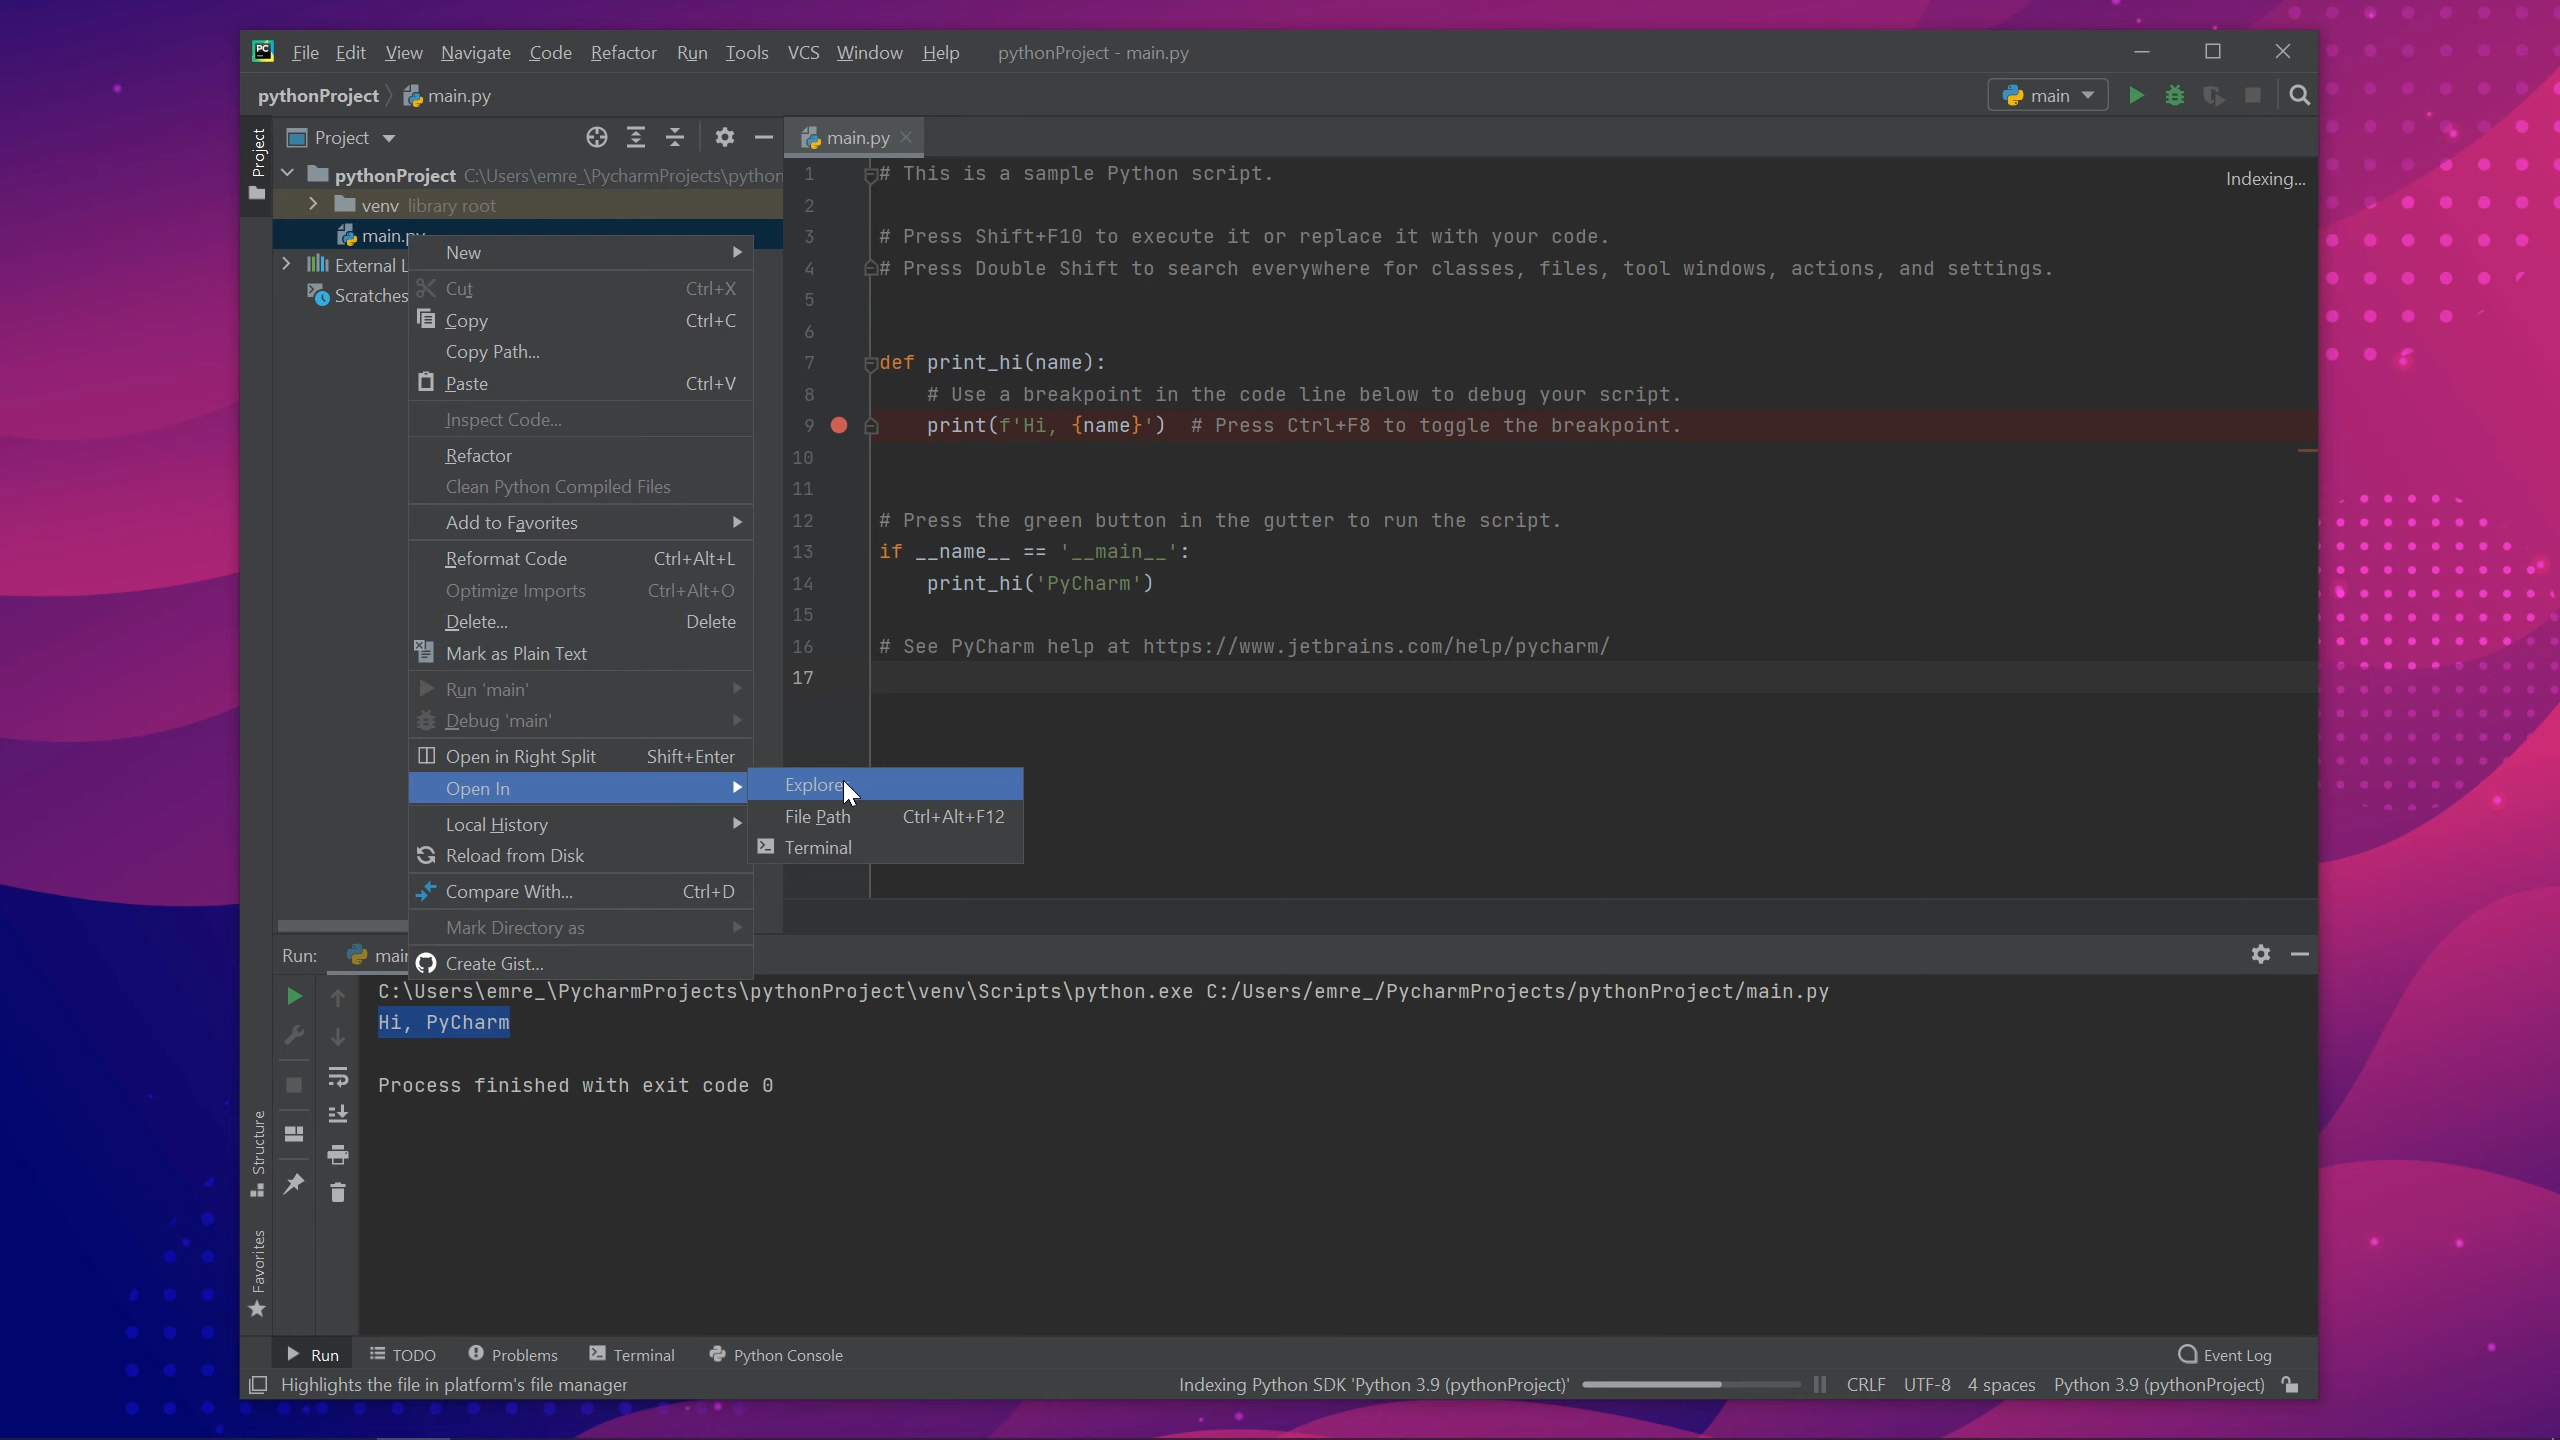 PC File Edit View Navigate Code Refactor Run Tools VCS Window Help pythonProject - main.py
pythonProject main.py
main
Project
Project
pythonProject C:\Users\emre_\PycharmProjects\python
venv library root
main.py
External L
Scratches
New
Cut Ctrl+X
Copy Ctrl+C
Copy Path...
Paste Ctrl+V
Inspect Code...
Refactor
Clean Python Compiled Files
Add to Favorites
Reformat Code Ctrl+Alt+L
Optimize Imports Ctrl+Alt+O
Delete... Delete
Mark as Plain Text
Run 'main'
Debug 'main'
Open in Right Split Shift+Enter
Open In
Local History
Reload from Disk
Compare With... Ctrl+D
Mark Directory as
Create Gist...
Explorer
File Path Ctrl+Alt+F12
Terminal
main.py
Indexing...
1 # This is a sample Python script.
2
3 # Press Shift+F10 to execute it or replace it with your code.
4 # Press Double Shift to search everywhere for classes, files, tool windows, actions, and settings.
5
6
7 def print_hi(name):
8 # Use a breakpoint in the code line below to debug your script.
9 print(f'Hi, {name}') # Press Ctrl+F8 to toggle the breakpoint.
10
11
12 # Press the green button in the gutter to run the script.
13 if __name__ == '__main__':
14 print_hi('PyCharm')
15
16 # See PyCharm help at https://www.jetbrains.com/help/pycharm/
17
Run: main
C:\Users\emre_\PycharmProjects\pythonProject\venv\Scripts\python.exe C:/Users/emre_/PycharmProjects/pythonProject/main.py
Hi, PyCharm
Process finished with exit code 0
Structure
Favorites
Run TODO Problems Terminal Python Console Event Log
Highlights the file in platform's file manager Indexing Python SDK 'Python 3.9 (pythonProject)' CRLF UTF-8 4 spaces Python 3.9 (pythonProject)